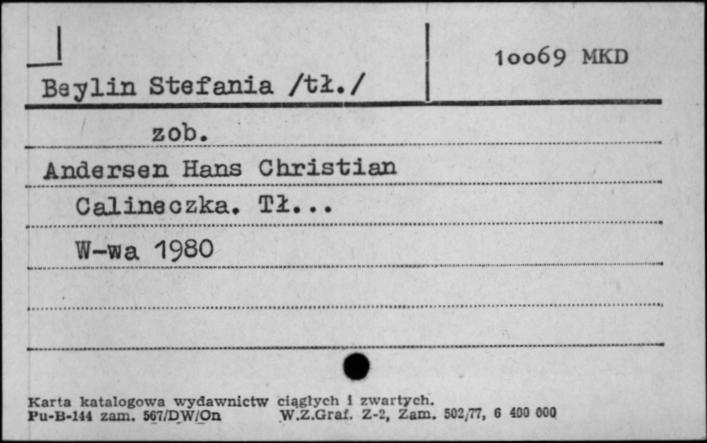 10069 MKD
Beylin Stefania /tł./
zob.
Andersen Hans Christian
Calineczka. Tł...
W-wa 1980
Karta katalogowa wydawnictw ciągłych i zwartych.
Pu-B-144 zam. 567/DW/On W.Z.Graf. Z-2, Zam. 502/77, 6 400 000